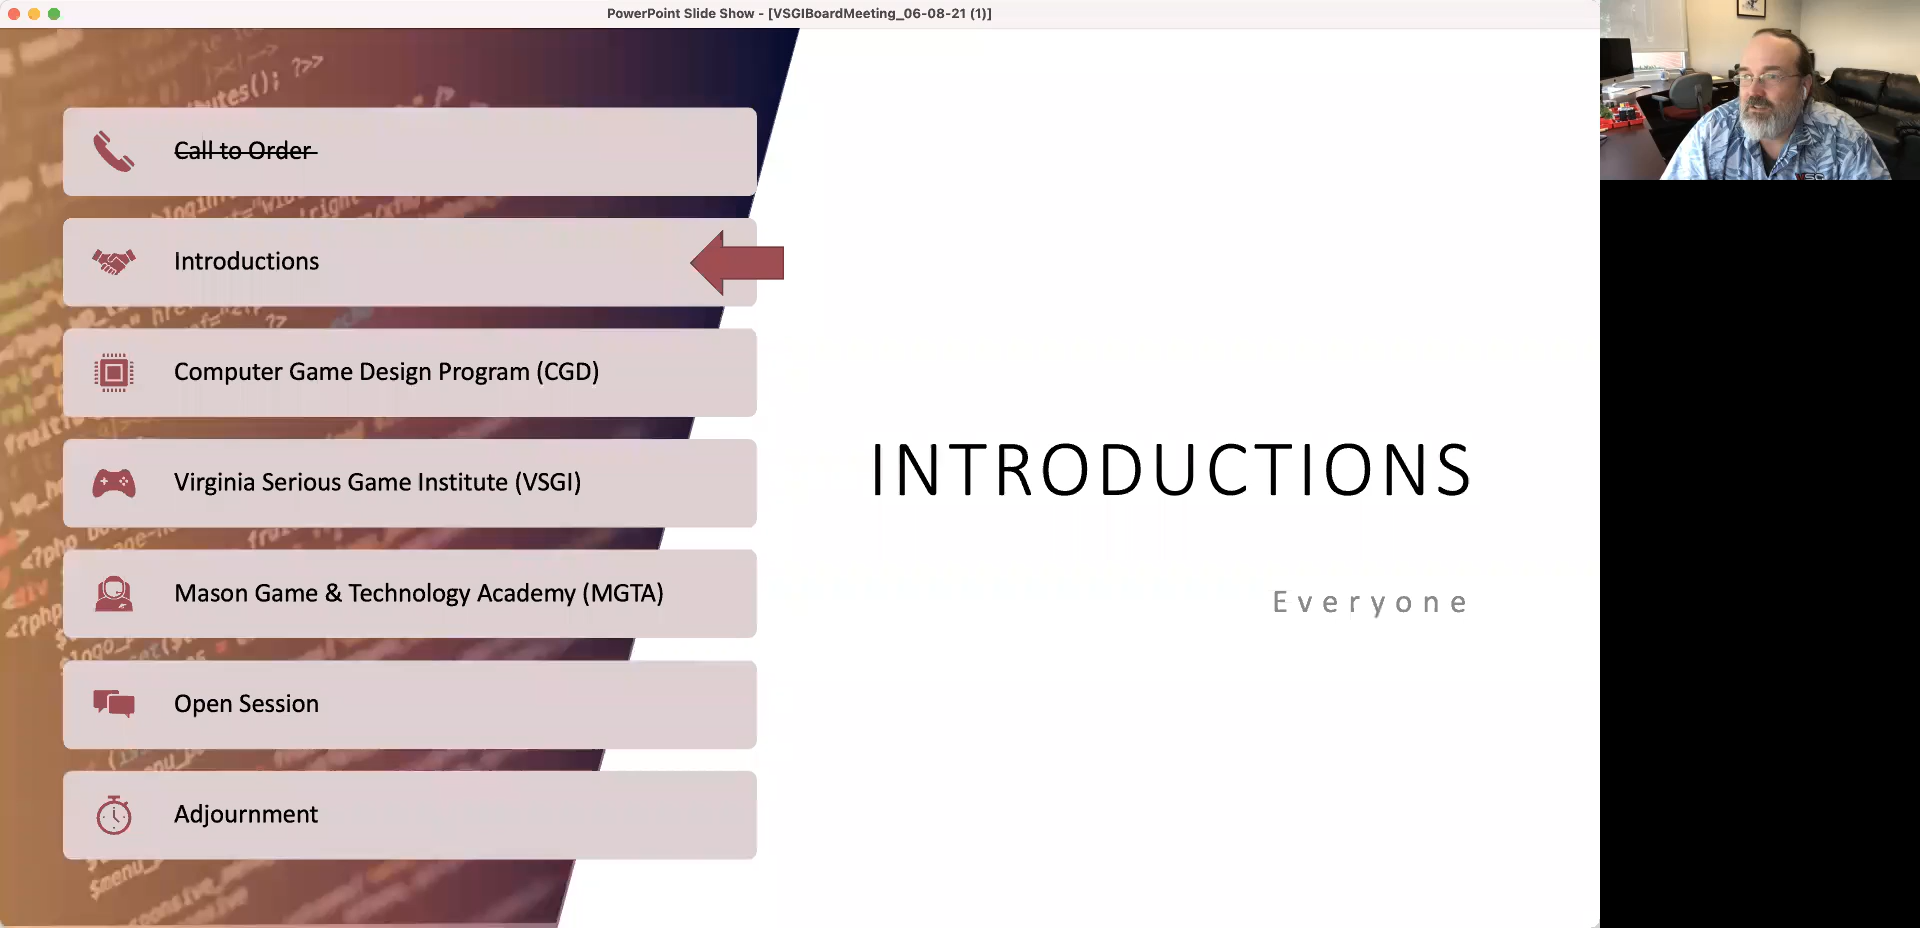 PowerPoint Slide Show - [VSGIBoardMeeting_06-08-21 (1)]
Call to Order
Introductions
Computer Game Design Program (CGD)
Virginia Serious Game Institute (VSGI)
Mason Game & Technology Academy (MGTA)
Open Session
Adjournment
INTRODUCTIONS
Everyone